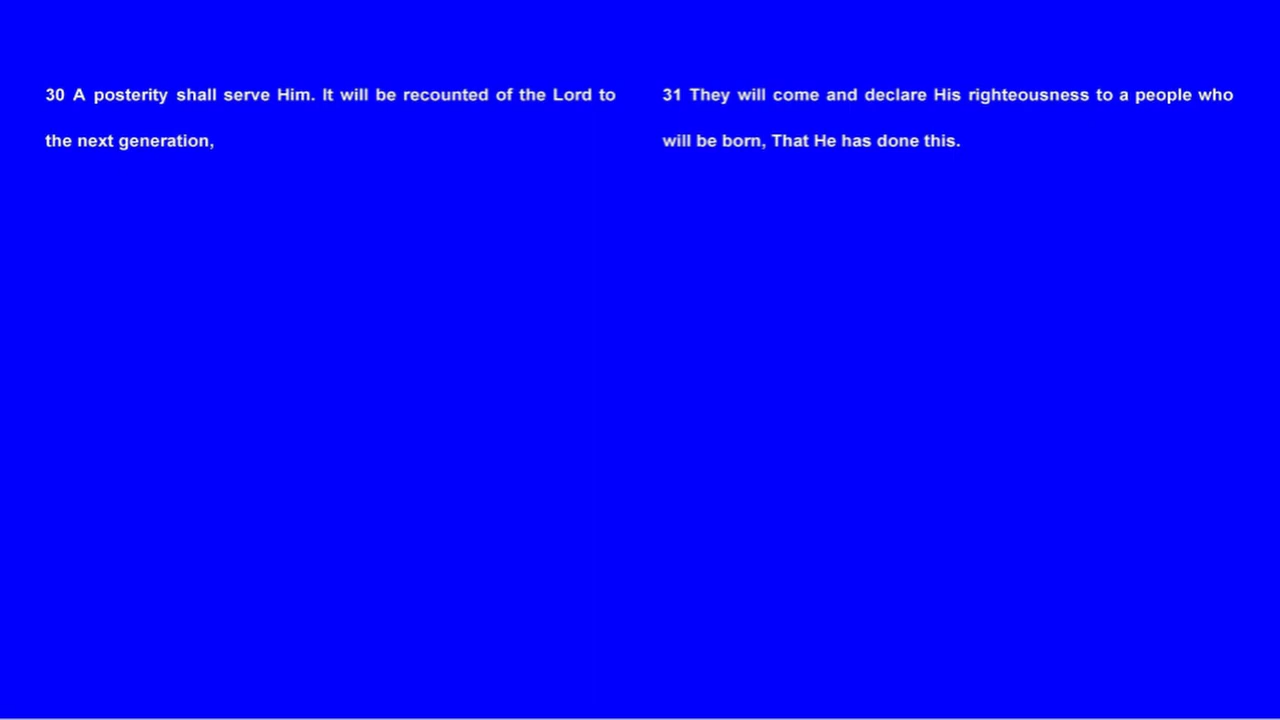 30 A posterity shall serve Him. It will be recounted of the Lord to
the next generation,
31 They will come and declare His righteousness to a people who
will be born, That He has done this.